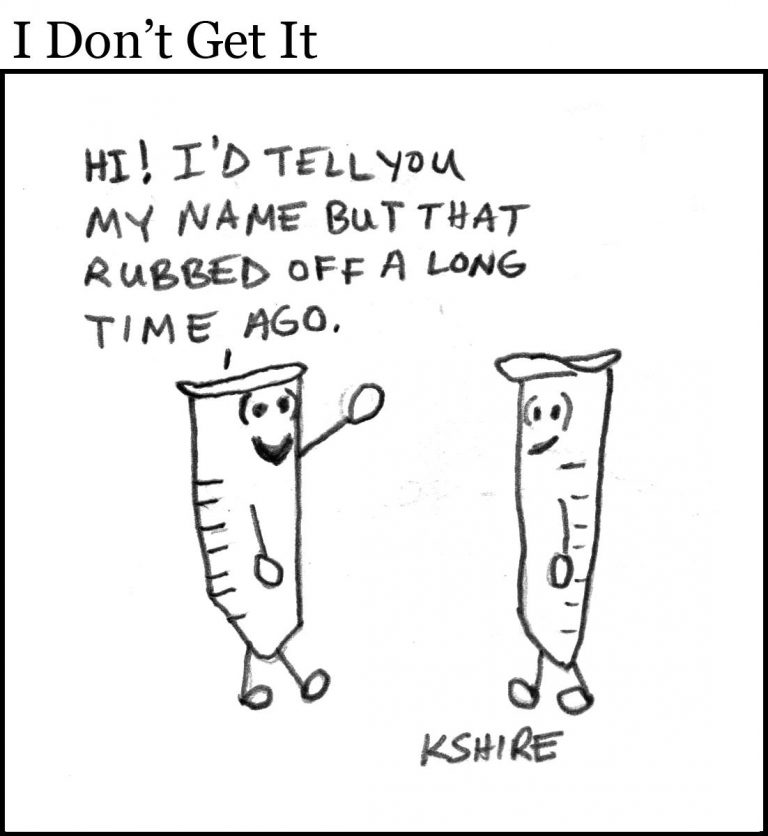 I Don't Get It
HI! I'D TELL YOU
MY NAME BUT THAT
RUBBED OFF A LONG
TIME AGO.
KSHIRE